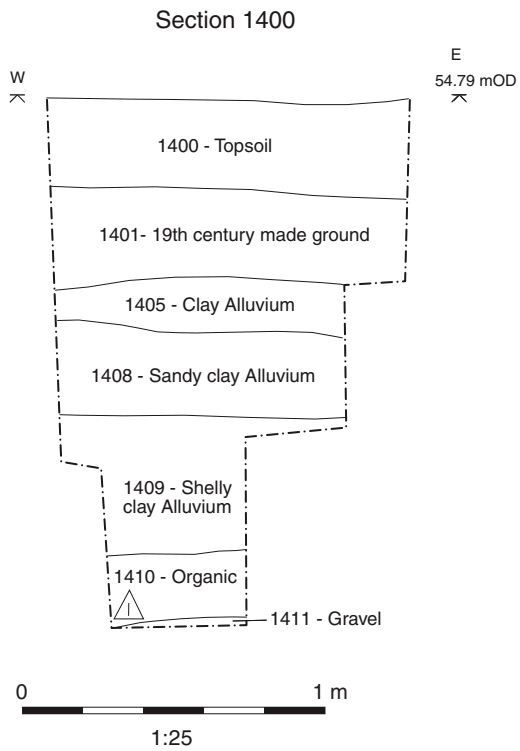 Section 1400
W
E
54.79 mOD
1400 - Topsoil
1401- 19th century made ground
1405 - Clay Alluvium
1408 - Sandy clay Alluvium
1409 - Shelly
clay Alluvium
1410 - Organic
1
1411 - Gravel
0
1 m
1:25